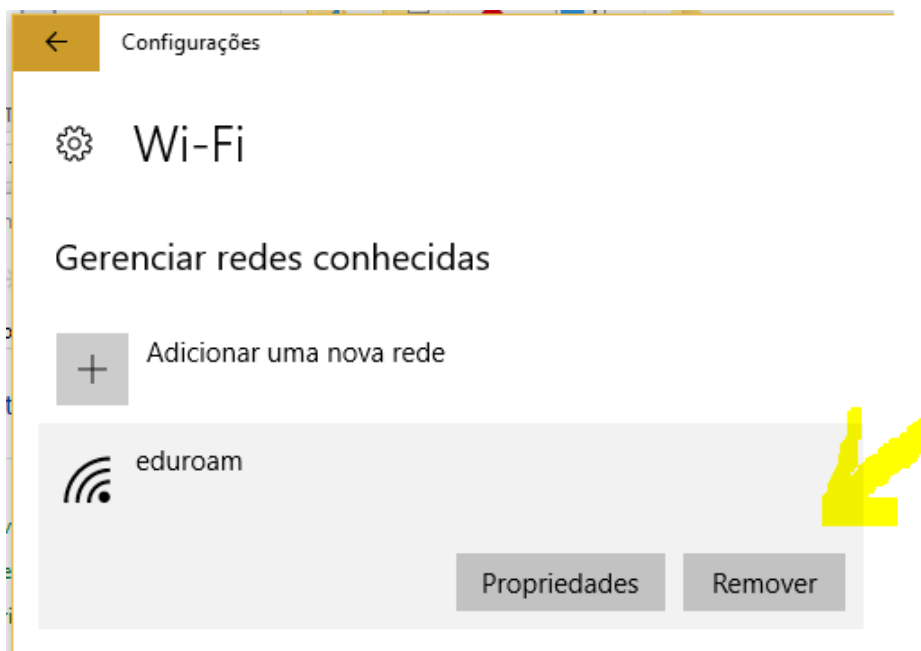 Configurações
Wi-Fi
Gerenciar redes conhecidas
Adicionar uma nova rede
eduroam
Propriedades Remover